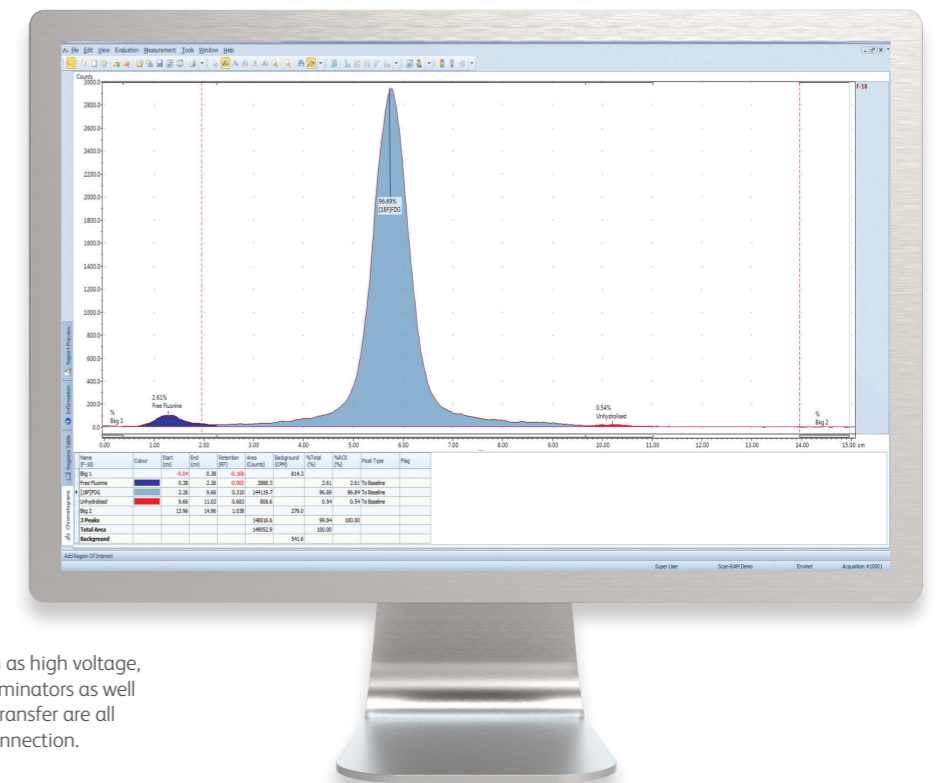 File Edit View Evaluation Measurement Tools Window Help
Counts
F-18
3000.0
2800.0
2600.0
2400.0
2200.0
2000.0
1800.0
1600.0
1400.0
1200.0
1000.0
800.0
600.0
400.0
200.0
0.0
96.69%
[18F]FDG
2.61%
Free Fluorine
%
Bkg 1
0.54%
Unhydrolised
%
Bkg 2
0.00 1.00 2.00 3.00 4.00 5.00 6.00 7.00 8.00 9.00 10.00 11.00 12.00 13.00 14.00 15.00 cm
Report Preview
Information
Regions Table
Chromatograms
Name (F-18) Colour Start (cm) End (cm) Retention (RF) Area (Counts) Background (CPM) %Total (%) %ROI (%) Peak Type Flag
Bkg 1 -0.04 0.38 -0.168 814.3
Free Fluorine 0.38 2.26 3888.3 2.61 2.61 To Baseline
[18F]FDG 2.26 9.66 0.310 144119.7 96.69 96.84 To Baseline
Unhydrolised 9.66 11.02 0.683 808.6 0.54 0.54 To Baseline
Bkg 2 13.96 14.96 1.038 279.0
3 Peaks 148816.6 99.84 100.00
Total Area 149052.9 100.00
Background 541.6
Add Region Of Interest
Super User Scan-RAM Demo Envinet Acquisition #10001
as high voltage,
minators as well
transfer are all
nnection.